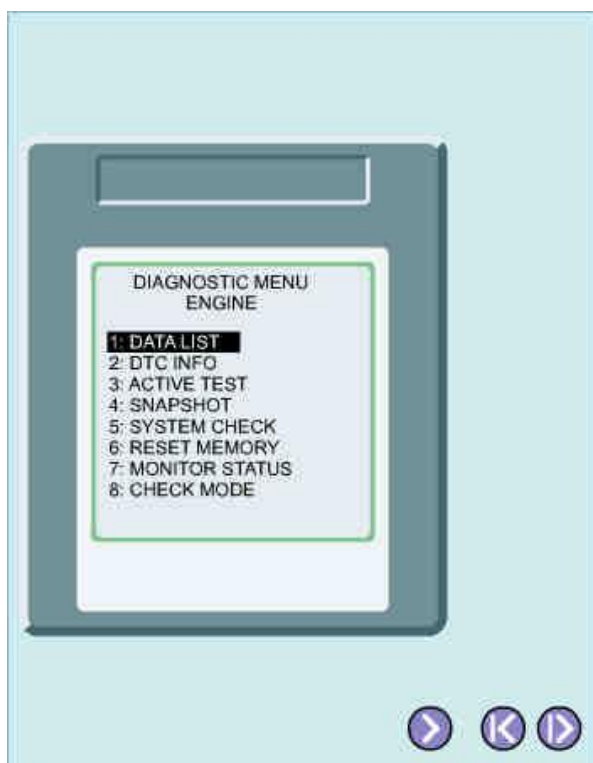 DIAGNOSTIC MENU
ENGINE
1: DATA LIST
2: DTC INFO
3: ACTIVE TEST
4: SNAPSHOT
5: SYSTEM CHECK
6: RESET MEMORY
7: MONITOR STATUS
8: CHECK MODE